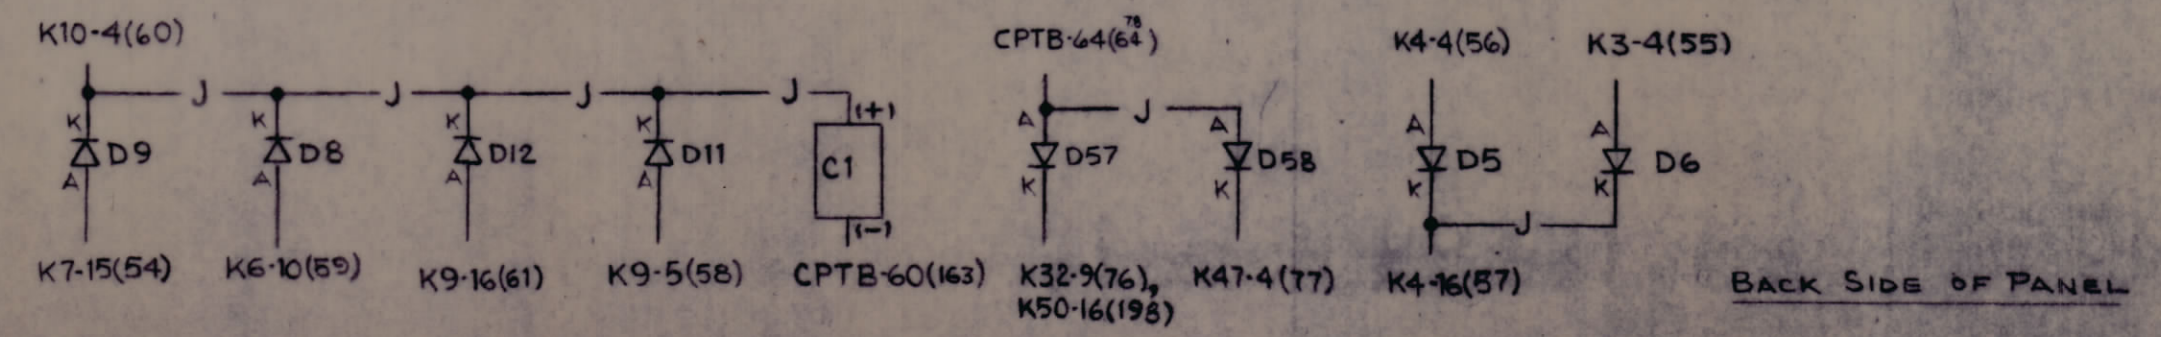 K10-4(60)
CPTB-64(64)
78
K4-4(56)
K3-4(55)
J J J J (+)
K K K K
D9 D8 D12 D11 C1
A A A A
(-)
A J A
D57 D58
K K
A A
D5 D6
K K
J
K7-15(54) K6-10(59) K9-16(61) K9-5(58) CPTB-60(163) K32-9(76), K47-4(77) K4-16(57)
K50-16(198)
BACK SIDE OF PANEL